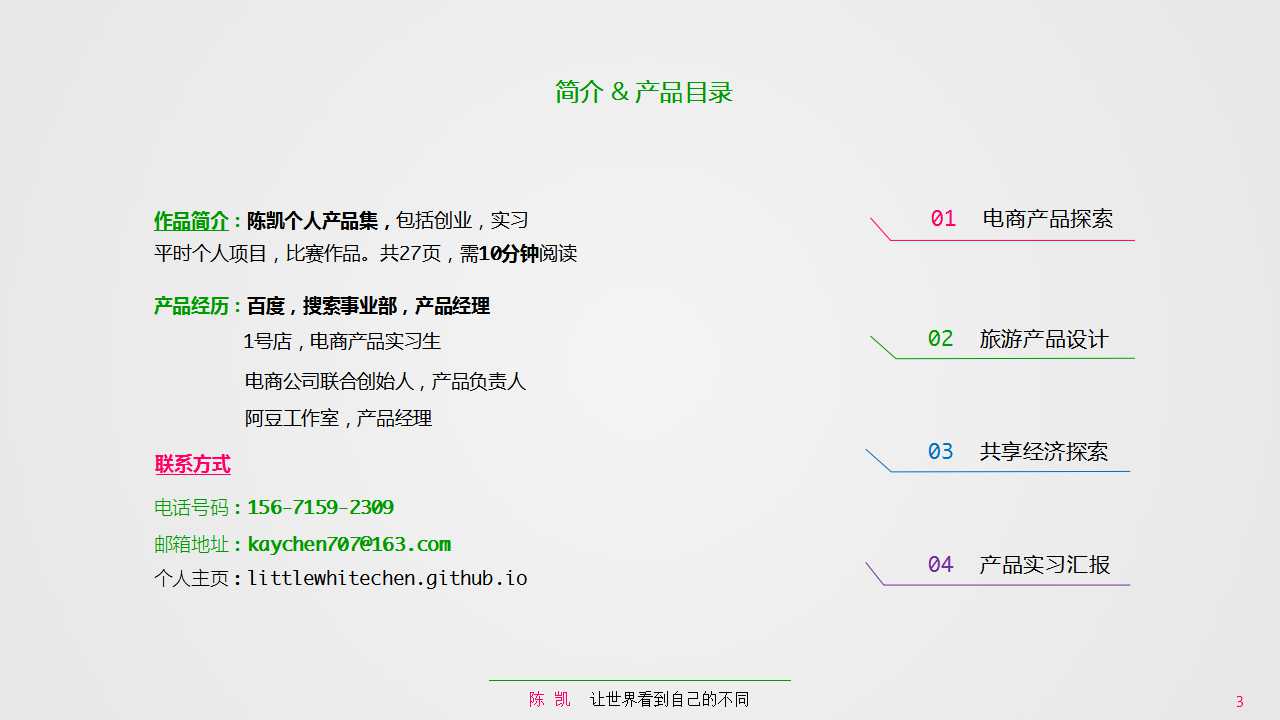 简介 & 产品目录
作品简介：陈凯个人产品集，包括创业，实习
平时个人项目，比赛作品。共27页，需10分钟阅读
产品经历：百度，搜索事业部，产品经理
1号店，电商产品实习生
电商公司联合创始人，产品负责人
阿豆工作室，产品经理
联系方式
电话号码：156-7159-2309
邮箱地址：kaychen707@163.com
个人主页：littlewhitechen.github.io
01 电商产品探索
02 旅游产品设计
03 共享经济探索
04 产品实习汇报
陈 凯 让世界看到自己的不同
3